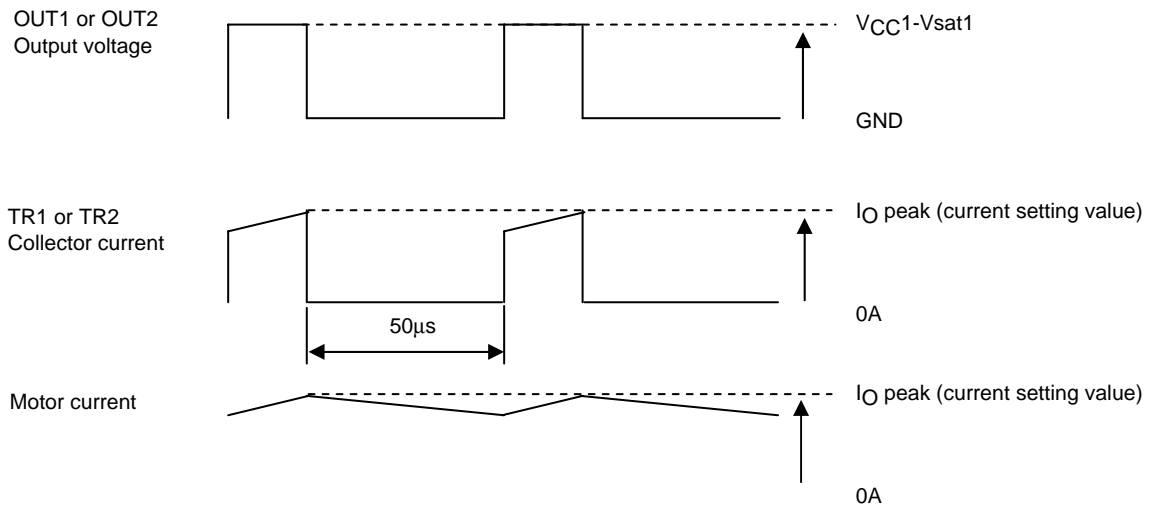 OUT1 or OUT2
Output voltage
VCC1-Vsat1
GND
TR1 or TR2
Collector current
IO peak (current setting value)
0A
50μs
Motor current
IO peak (current setting value)
0A